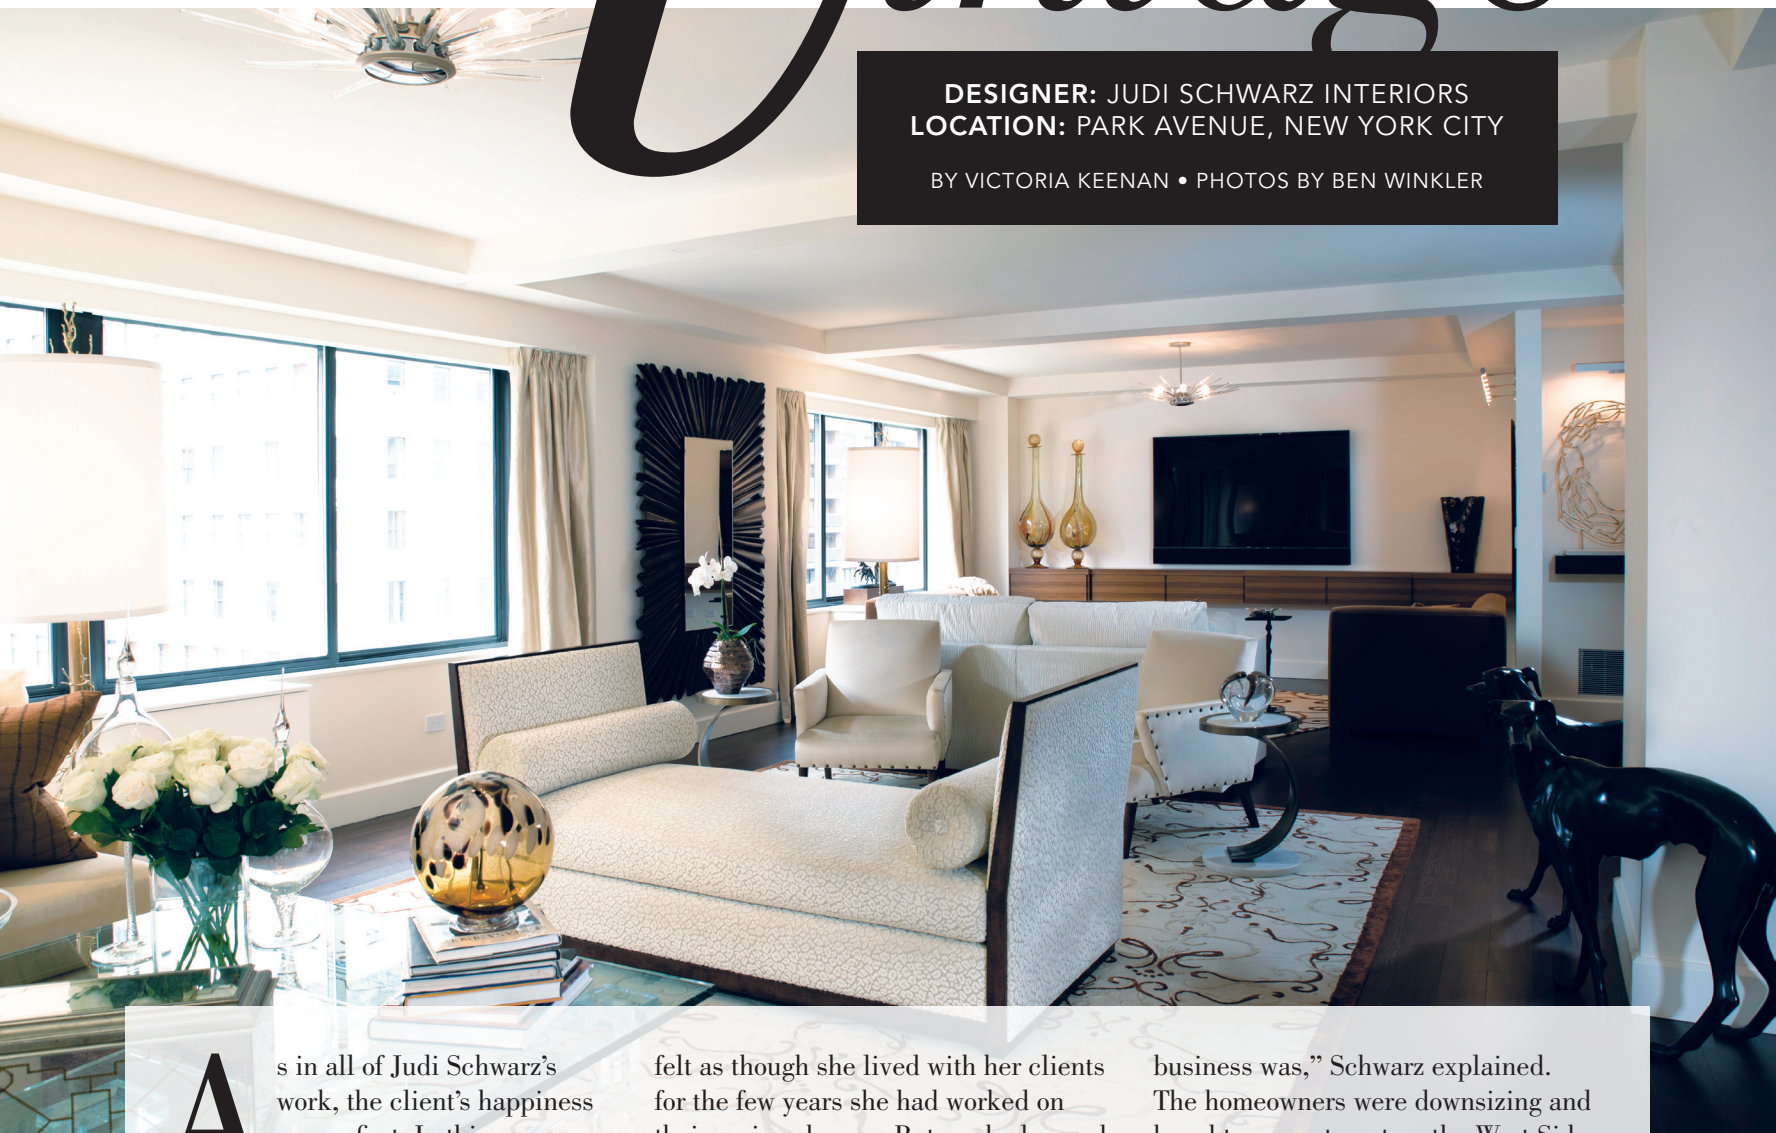 DESIGNER: JUDI SCHWARZ INTERIORS
LOCATION: PARK AVENUE, NEW YORK CITY
BY VICTORIA KEENAN • PHOTOS BY BEN WINKLER
As in all of Judi Schwarz’s
work, the client’s happiness
felt as though she lived with her clients
for the few years she had worked on
business was,” Schwarz explained.
The homeowners were downsizing and